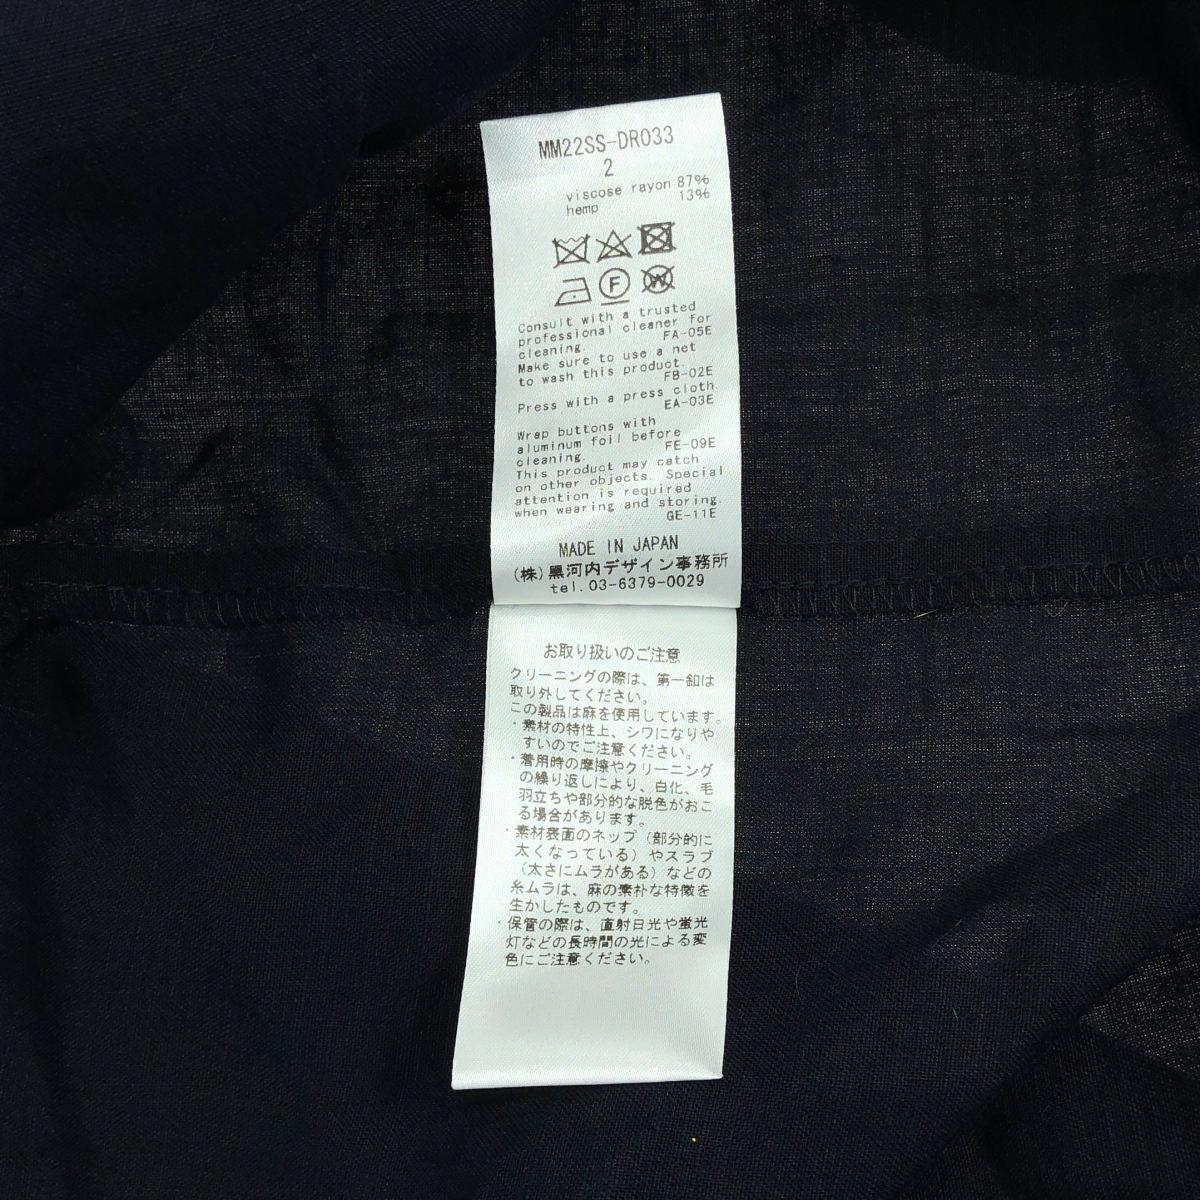 MM22SS-DR033
2
viscose rayon 87%
hemp 13%
F
W
Consult with a trusted
professional cleaner for
cleaning. FA-05E
Make sure to use a net
to wash this product.
FB-02E
Press with a press cloth.
EA-03E
Wrap buttons with
aluminum foil before
cleaning. FE-09E
This product may catch
on other objects. Special
attention is required
when wearing and storing.
GE-11E
MADE IN JAPAN
(株)黒河内デザイン事務所
tel.03-6379-0029
お取り扱いのご注意
クリーニングの際は、第一釦は
取り外してください。
この製品は麻を使用しています。
・素材の特性上、シワになりや
すいのでご注意ください。
・着用時の摩擦やクリーニング
の繰り返しにより、白化、毛
羽立ちや部分的な脱色がおこ
る場合があります。
・素材表面のネップ(部分的に
太くなっている)やスラブ
(太さにムラがある)などの
糸ムラは、麻の素朴な特徴を
生かしたものです。
・保管の際は、直射日光や蛍光
灯などの長時間の光による変
色にご注意ください。